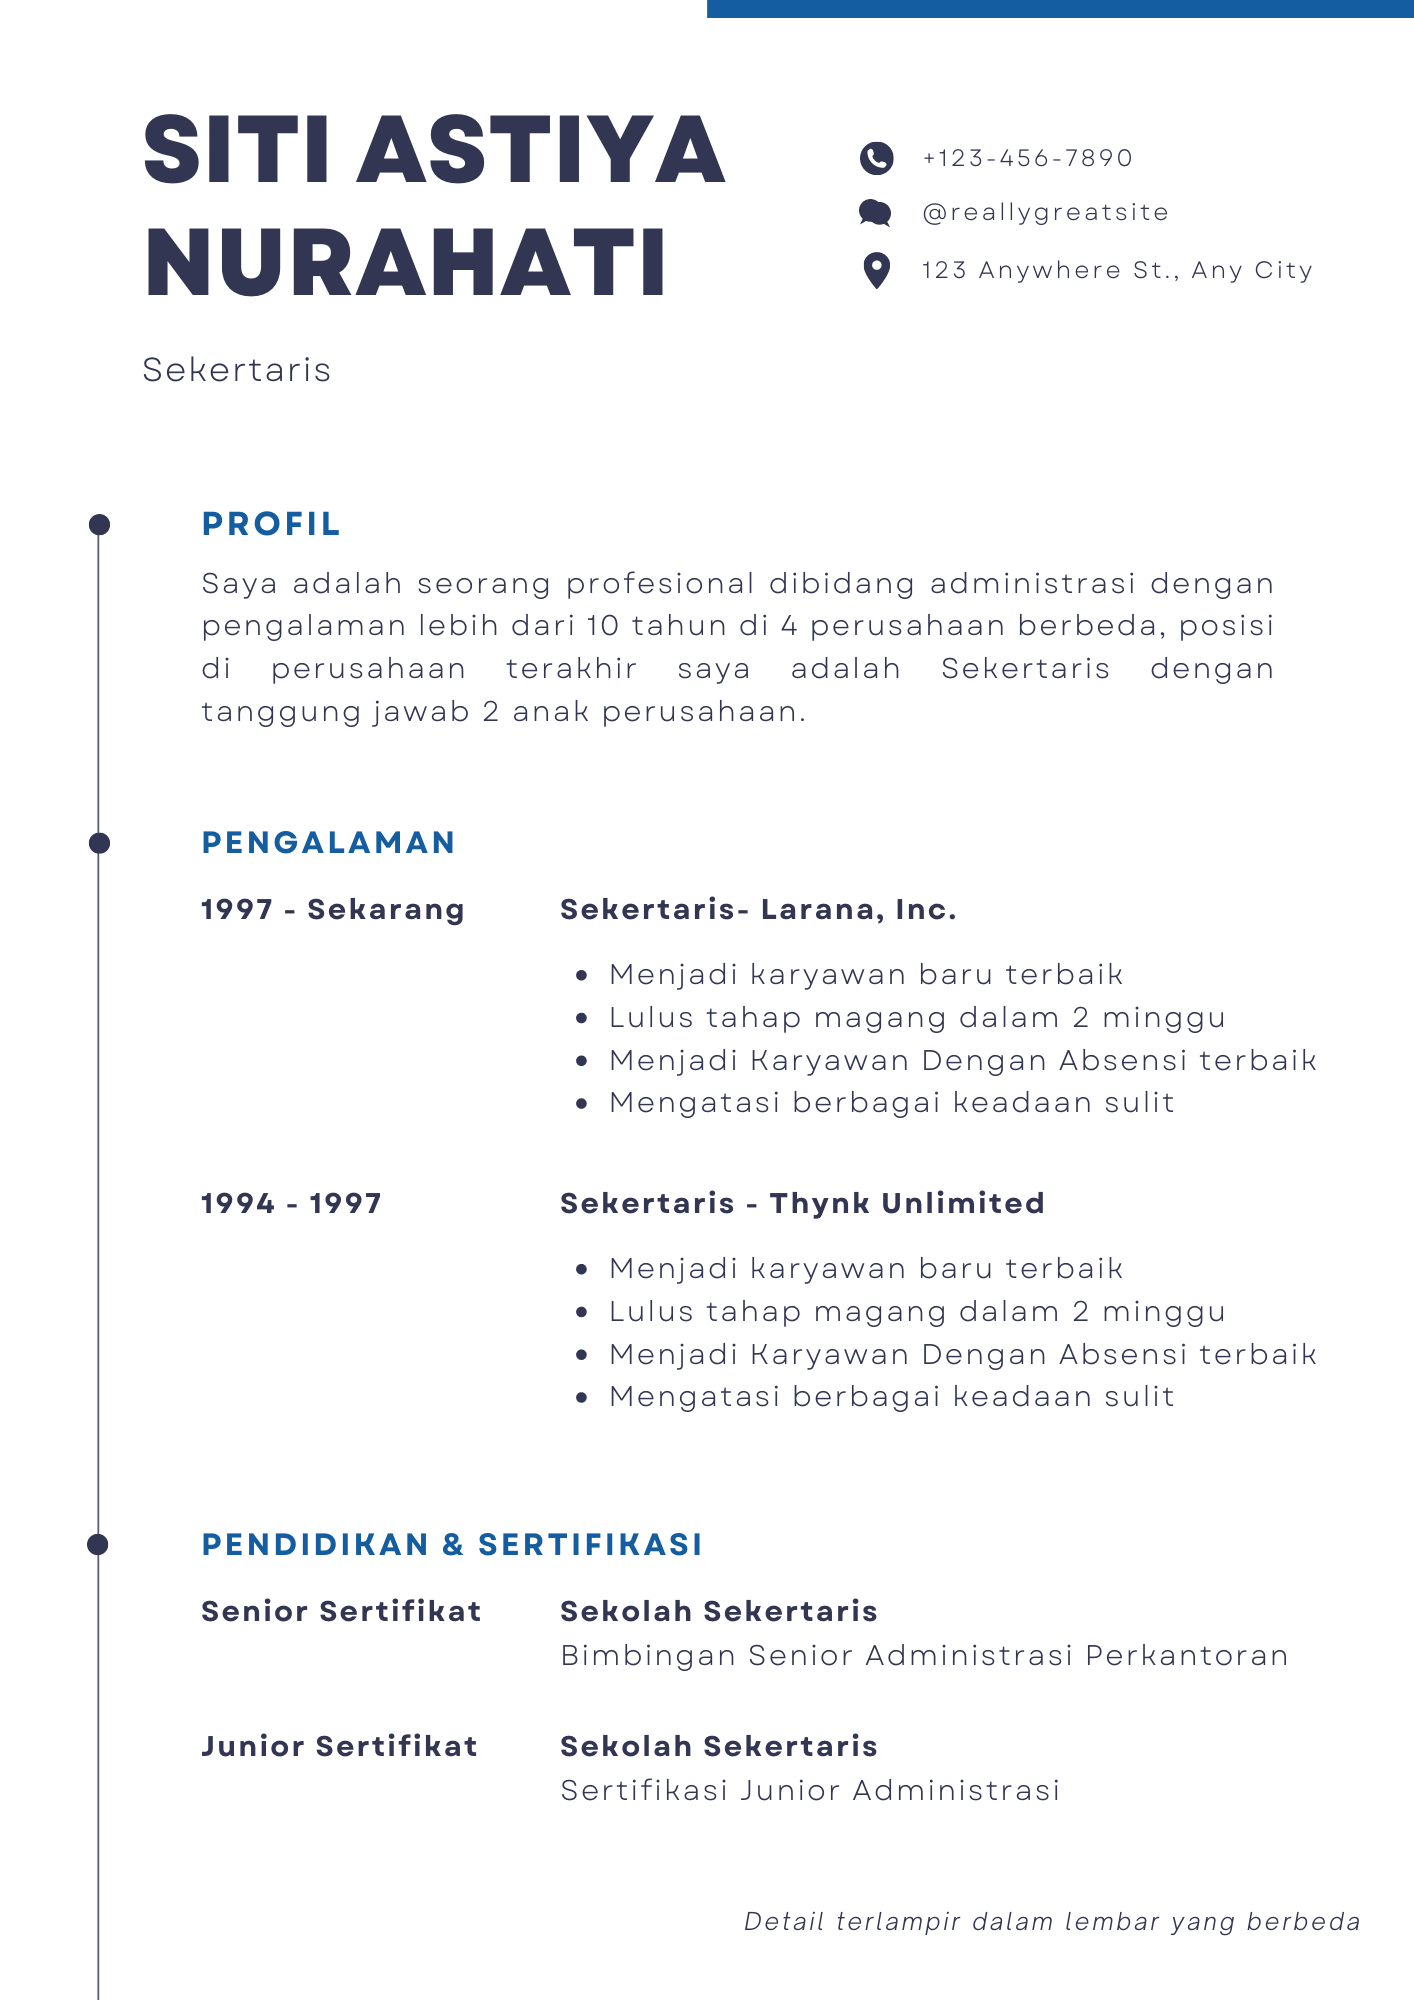 SITI ASTIYA
NURAHATI
Sekertaris
+123-456-7890
@reallygreatsite
123 Anywhere St., Any City
PROFIL
Saya adalah seorang profesional dibidang administrasi dengan
pengalaman lebih dari 10 tahun di 4 perusahaan berbeda, posisi
di perusahaan terakhir saya adalah Sekertaris dengan
tanggung jawab 2 anak perusahaan.
PENGALAMAN
1997 - Sekarang
Sekertaris- Larana, Inc.
• Menjadi karyawan baru terbaik
• Lulus tahap magang dalam 2 minggu
• Menjadi Karyawan Dengan Absensi terbaik
• Mengatasi berbagai keadaan sulit
1994 - 1997
Sekertaris - Thynk Unlimited
• Menjadi karyawan baru terbaik
• Lulus tahap magang dalam 2 minggu
• Menjadi Karyawan Dengan Absensi terbaik
• Mengatasi berbagai keadaan sulit
PENDIDIKAN & SERTIFIKASI
Senior Sertifikat
Sekolah Sekertaris
Bimbingan Senior Administrasi Perkantoran
Junior Sertifikat
Sekolah Sekertaris
Sertifikasi Junior Administrasi
Detail terlampir dalam lembar yang berbeda